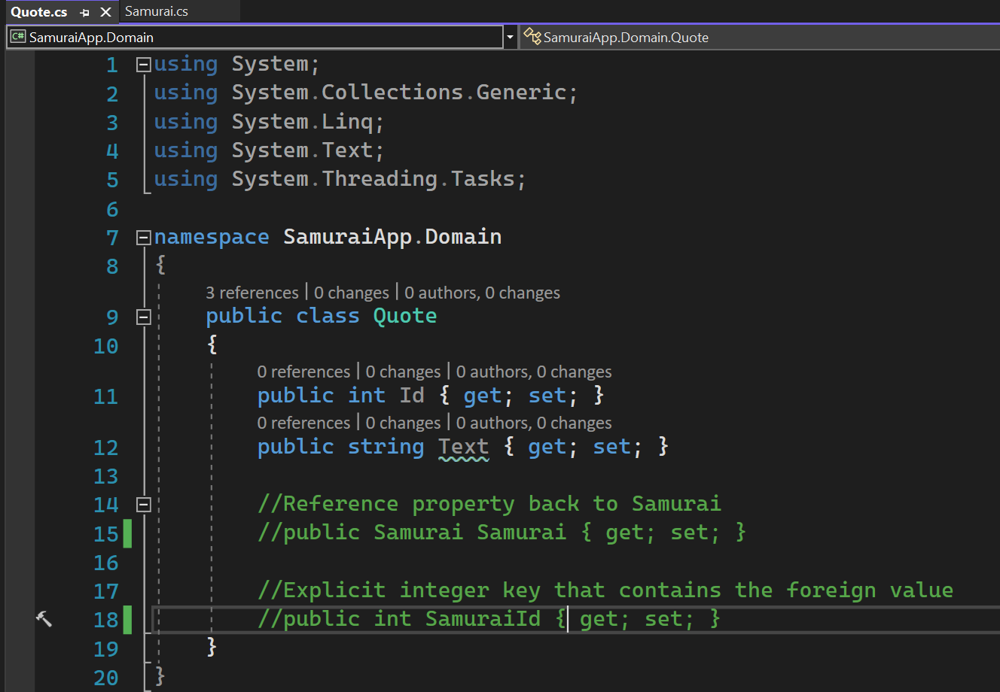 Quote.cs Samurai.cs
C# SamuraiApp.Domain SamuraiApp.Domain.Quote
1 using System;
2 using System.Collections.Generic;
3 using System.Linq;
4 using System.Text;
5 using System.Threading.Tasks;
6
7 namespace SamuraiApp.Domain
8 {
3 references | 0 changes | 0 authors, 0 changes
9 public class Quote
10 {
0 references | 0 changes | 0 authors, 0 changes
11 public int Id { get; set; }
0 references | 0 changes | 0 authors, 0 changes
12 public string Text { get; set; }
13
14 //Reference property back to Samurai
15 //public Samurai Samurai { get; set; }
16
17 //Explicit integer key that contains the foreign value
18 //public int SamuraiId { get; set; }
19 }
20 }